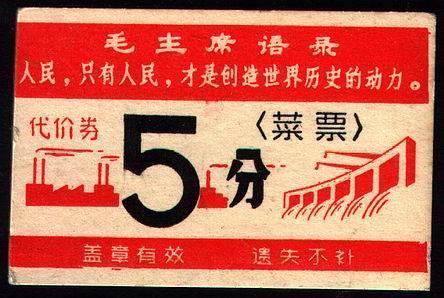 毛主席语录
人民，只有人民，才是创造世界历史的动力。
代价券
5分
〈菜票〉
盖章有效 遗失不补